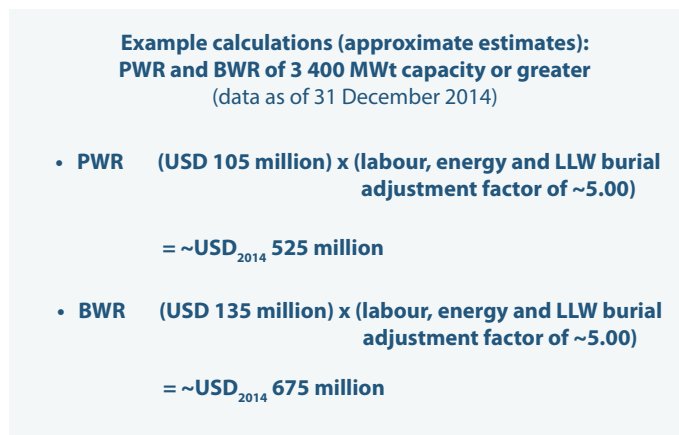 Example calculations (approximate estimates):
PWR and BWR of 3 400 MWt capacity or greater
(data as of 31 December 2014)
• PWR (USD 105 million) x (labour, energy and LLW burial
adjustment factor of ~5.00)
= ~USD2014 525 million
• BWR (USD 135 million) x (labour, energy and LLW burial
adjustment factor of ~5.00)
= ~USD2014 675 million